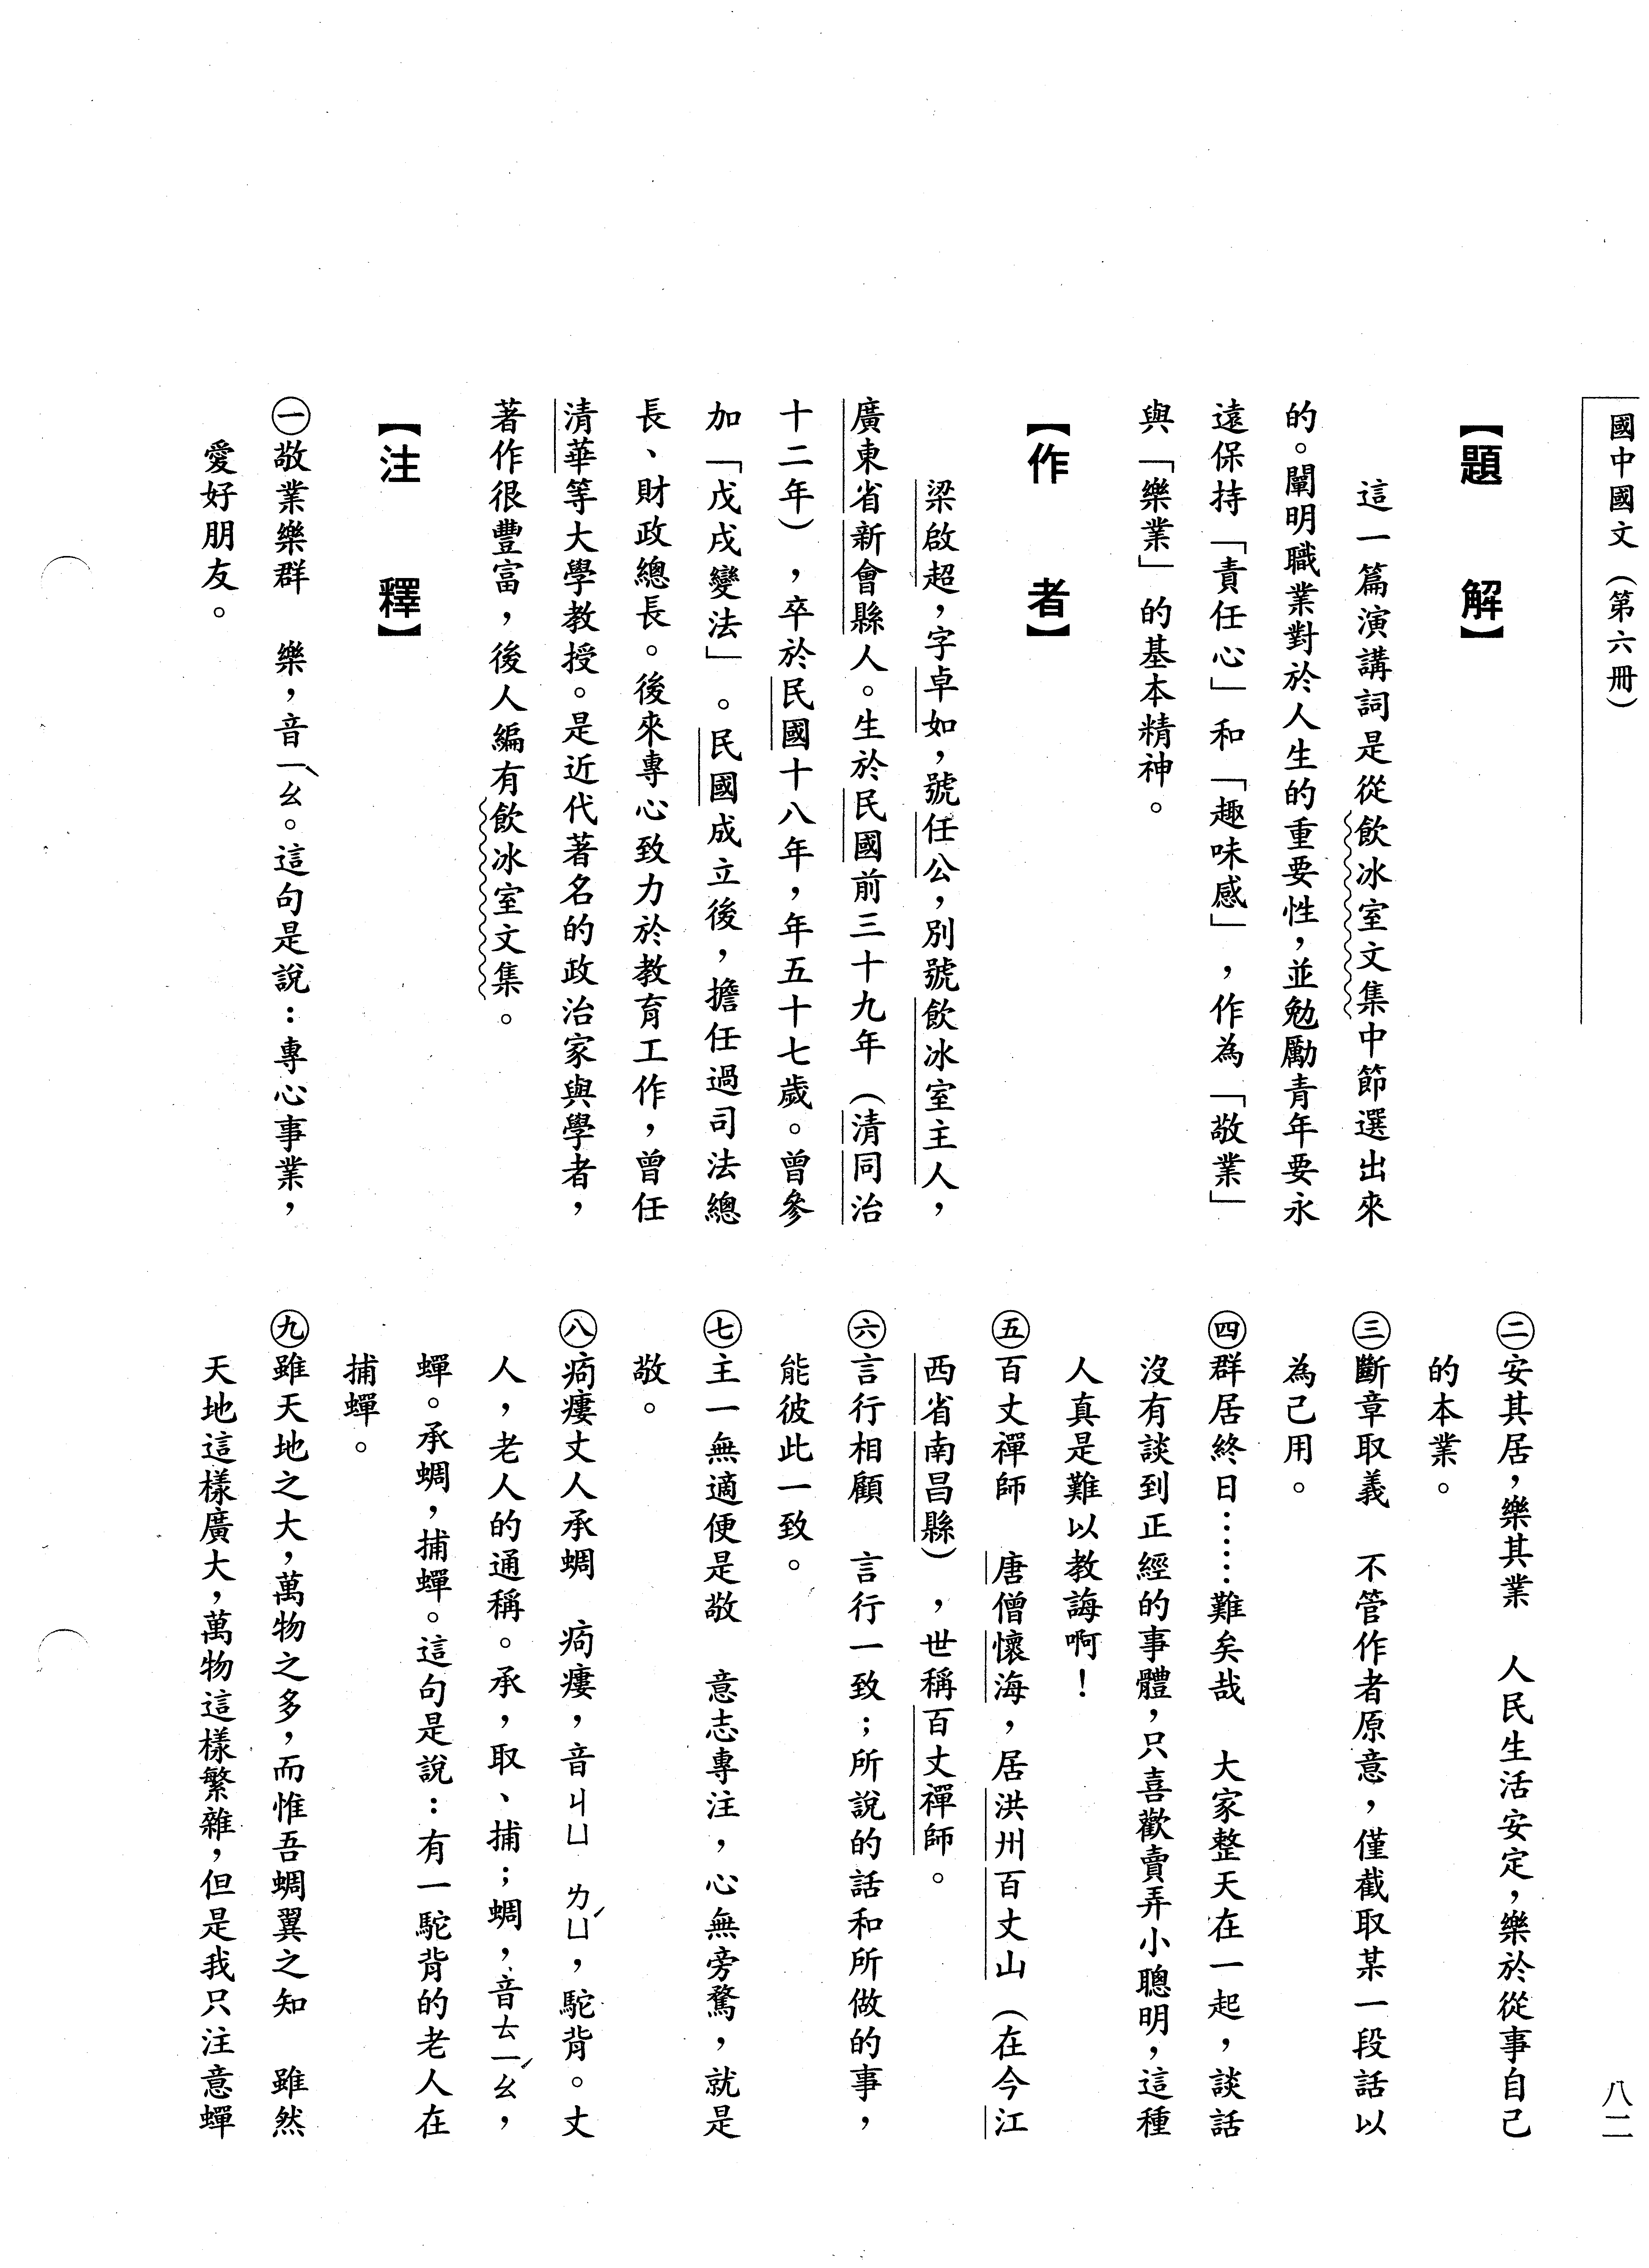 國中國文(第六冊)
八二
【題解】
這一篇演講詞是從飲冰室文集中節選出來
的。闡明職業對於人生的重要性,並勉勵青年要永
遠保持「責任心」和「趣味感」,作為「敬業」
與「樂業」的基本精神。
【作者】
梁啟超,字卓如,號任公,別號飲冰室主人,
廣東省新會縣人。生於民國前三十九年(清同治
十二年),卒於民國十八年,年五十七歲。曾參
加「戊戌變法」。民國成立後,擔任過司法總
長、財政總長。後來專心致力於教育工作,曾任
清華等大學教授。是近代著名的政治家與學者,
著作很豐富,後人編有飲冰室文集。
【注釋】
㊀敬業樂群 樂,音ㄧㄠˋ。這句是說:專心事業,
愛好朋友。
㊁安其居,樂其業 人民生活安定,樂於從事自己
的本業。
㊂斷章取義 不管作者原意,僅截取某一段話以
為己用。
㊃群居終日……難矣哉 大家整天在一起,談話
沒有談到正經的事體,只喜歡賣弄小聰明,這種
人真是難以教誨啊!
㊄百丈禪師 唐僧懷海,居洪州百丈山(在今江
西省南昌縣),世稱百丈禪師。
㊅言行相顧 言行一致;所說的話和所做的事,
能彼此一致。
㊆主一無適便是敬 意志專注,心無旁騖,就是
敬。
㊇痀瘻丈人承蜩 痀瘻,音ㄐㄩ ㄌㄩˊ,駝背。丈
人,老人的通稱。承,取、捕;蜩,音ㄊㄧㄠˊ,
蟬。承蜩,捕蟬。這句是說:有一駝背的老人在
捕蟬。
㊈雖天地之大,萬物之多,而惟吾蜩翼之知 雖然
天地這樣廣大,萬物這樣繁雜,但是我只注意蟬